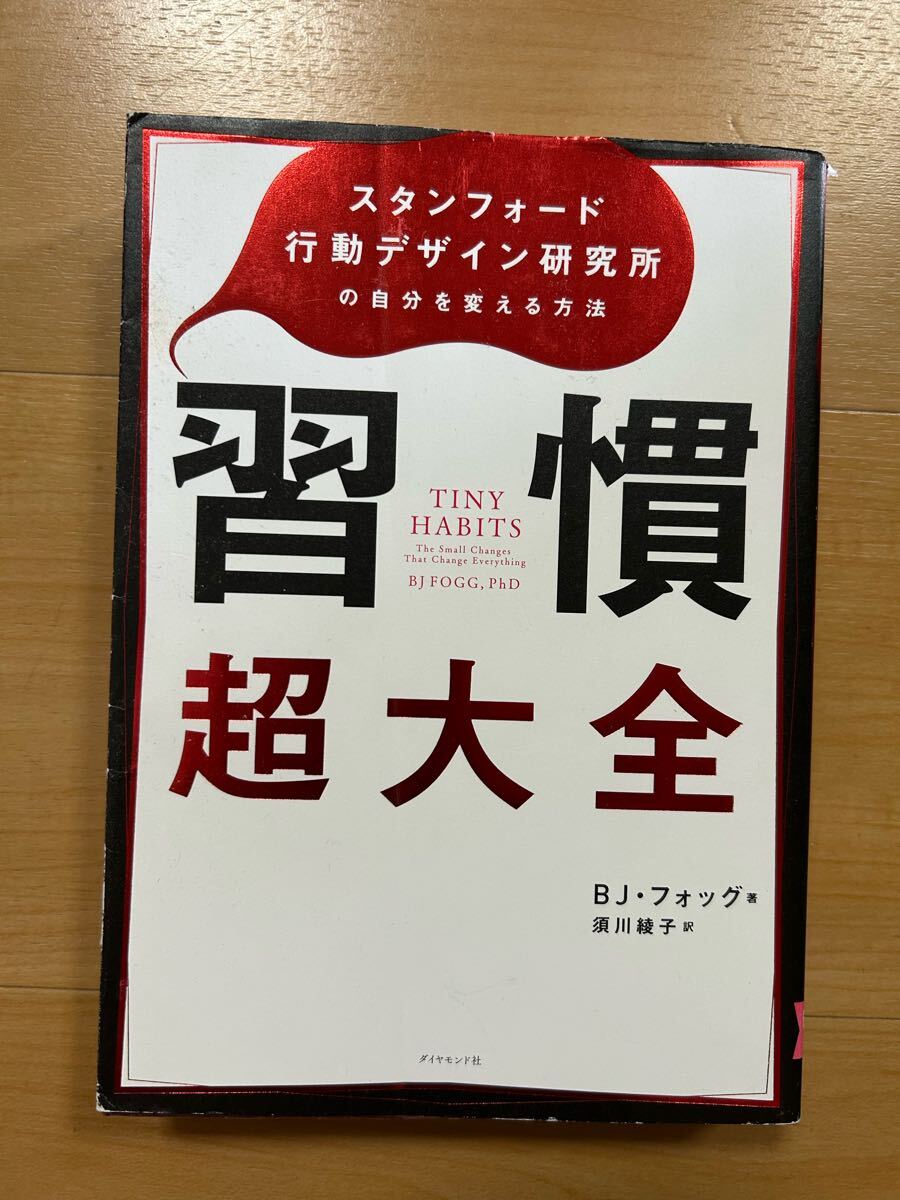 スタンフォード
行動デザイン研究所
の自分を変える方法
習慣
TINY
HABITS
The Small Changes
That Change Everything
BJ FOGG, PhD
超大全
BJ・フォッグ 著
須川綾子 訳
ダイヤモンド社